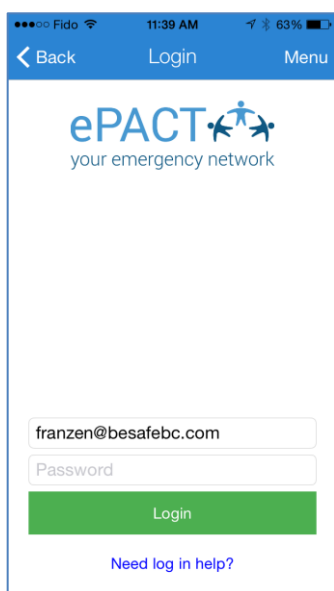 Fido 11:39 AM 63%
Back Login Menu
ePACT
your emergency network
franzen@besafebc.com
Password
Login
Need log in help?